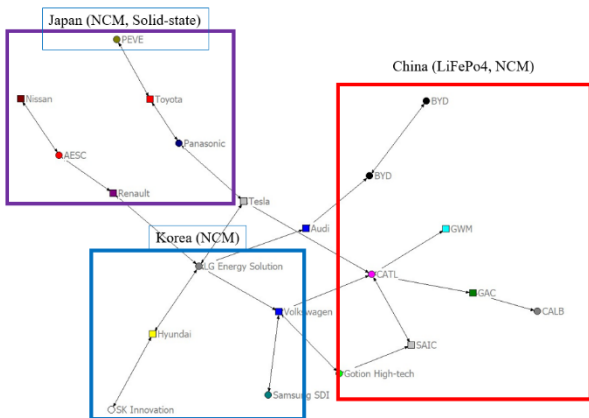 Japan (NCM, Solid-state)
PEVE
China (LiFePo4, NCM)
Nissan
Toyota
BYD
Panasonic
AESC
BYD
Renault
Tesla
Audi
GWM
Korea (NCM)
LG Energy Solution
CATL
GAC
Volkswagen
CALB
Hyundai
SAIC
Gotion High-tech
Samsung SDI
SK Innovation